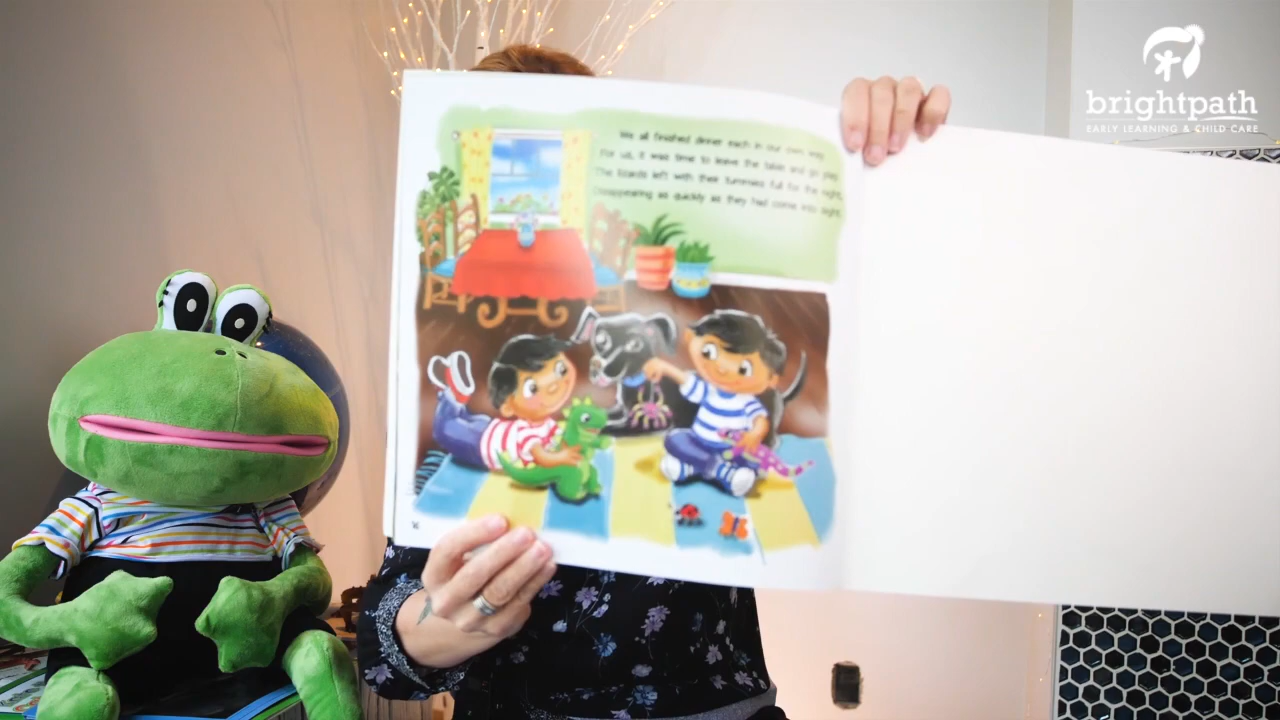 brightpath
EARLY LEARNING & CHILD CARE
We all finished dinner each in our own way.
For us, it was time to leave the table and go play.
The lizards left with their tummies full for the night,
Disappearing as quickly as they had come into sight.
16